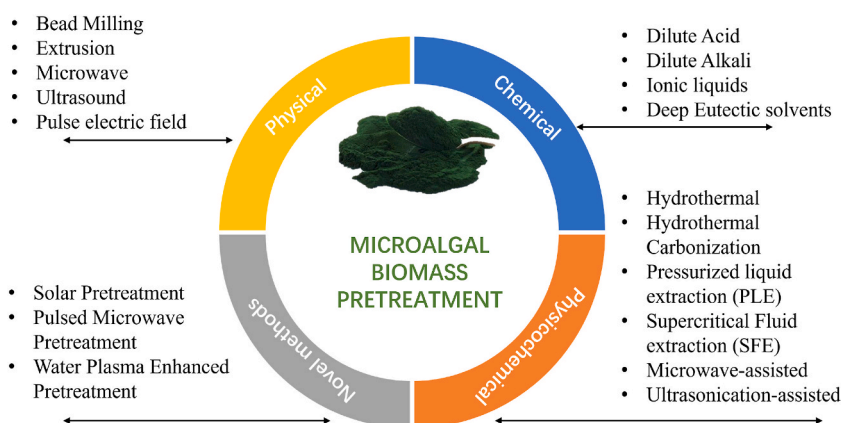 • Bead Milling
• Extrusion
• Microwave
• Ultrasound
• Pulse electric field
Physical
Chemical
• Dilute Acid
• Dilute Alkali
• Ionic liquids
• Deep Eutectic solvents
MICROALGAL
BIOMASS
PRETREATMENT
• Solar Pretreatment
• Pulsed Microwave
Pretreatment
• Water Plasma Enhanced
Pretreatment
Novel methods
Physicochemical
• Hydrothermal
• Hydrothermal
Carbonization
• Pressurized liquid
extraction (PLE)
• Supercritical Fluid
extraction (SFE)
• Microwave-assisted
• Ultrasonication-assisted